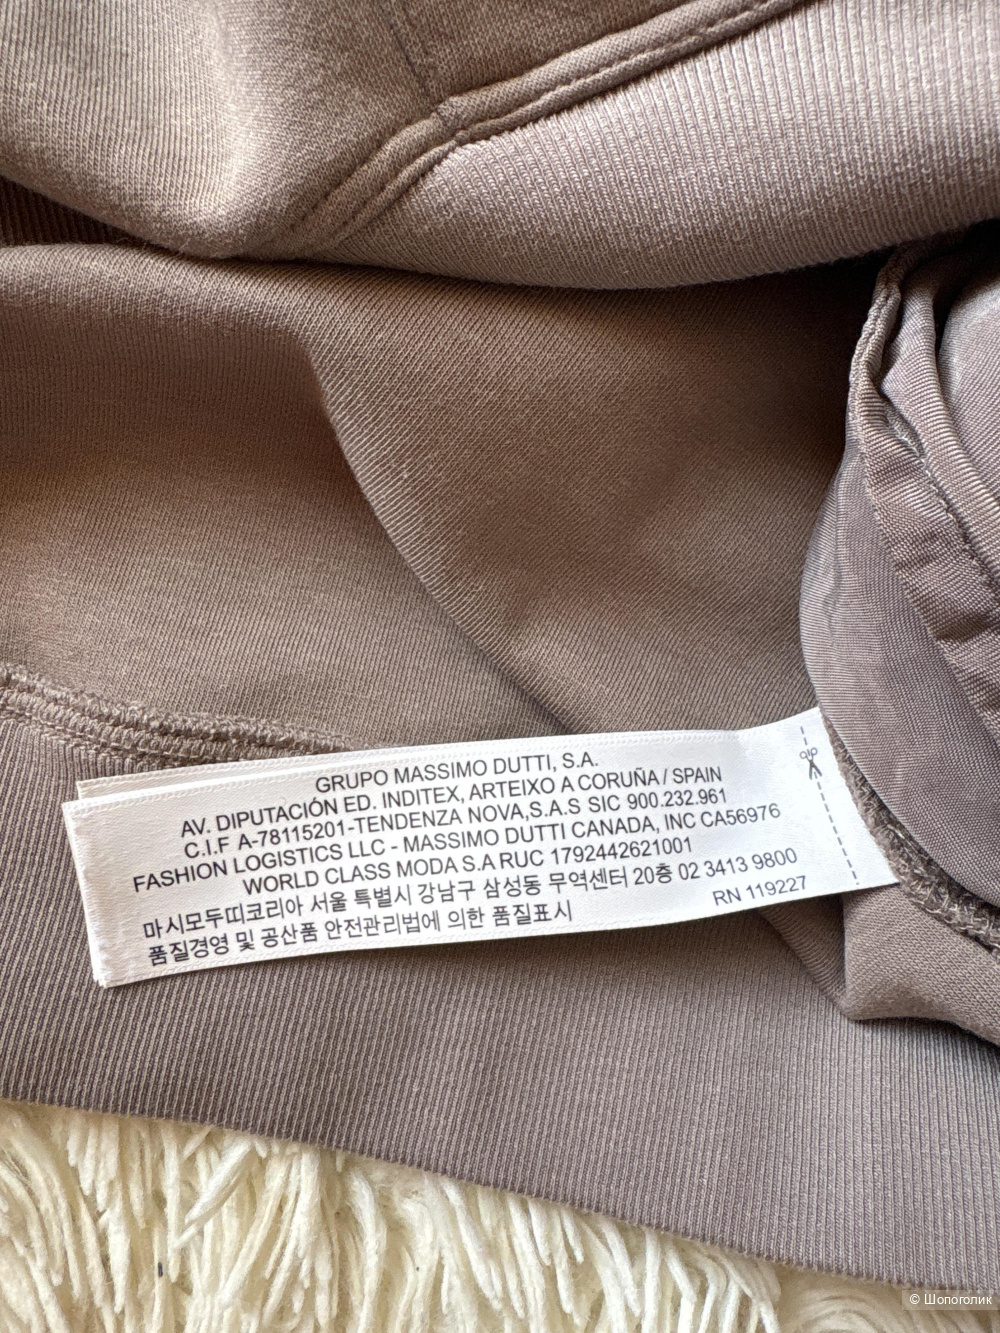 GRUPO MASSIMO DUTTI, S.A.
AV. DIPUTACIÓN ED. INDITEX, ARTEIXO A CORUÑA / SPAIN
C.I.F A-78115201-TENDENZA NOVA,S.A.S SIC 900.232.961
FASHION LOGISTICS LLC - MASSIMO DUTTI CANADA, INC CA56976
WORLD CLASS MODA S.A RUC 1792442621001
마시모두띠코리아 서울 특별시 강남구 삼성동 무역센터 20층 02 3413 9800
품질경영 및 공산품 안전관리법에 의한 품질표시
RN 119227
© Шопоголик